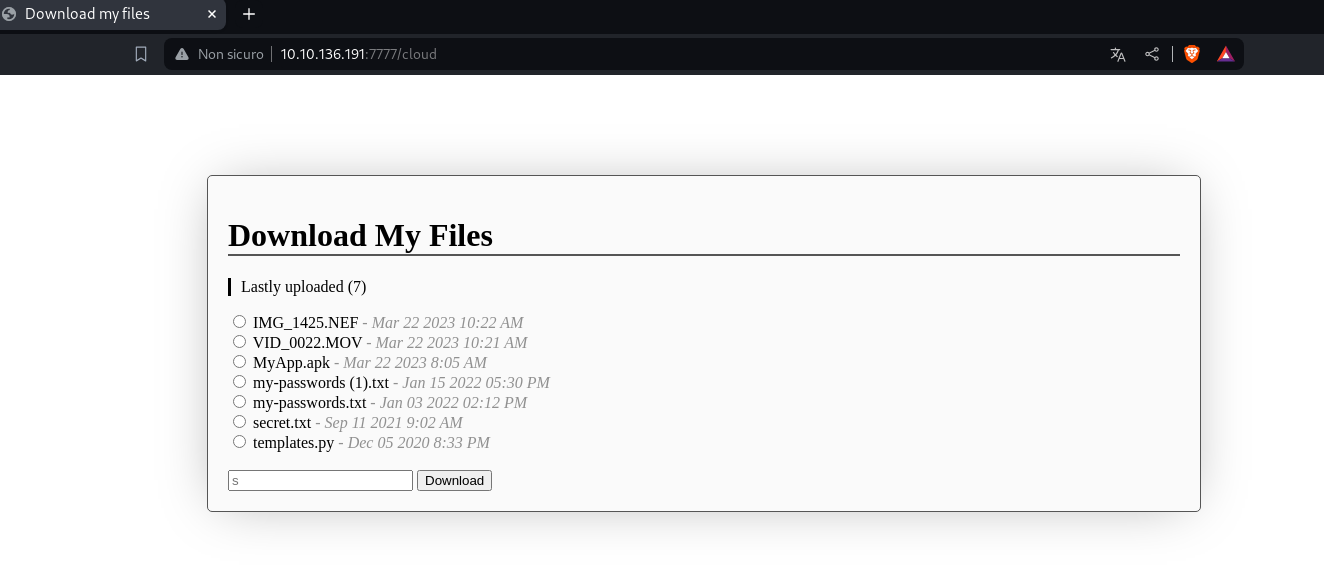 Download my files
Non sicuro 10.10.136.191:7777/cloud
Download My Files
Lastly uploaded (7)
IMG_1425.NEF - Mar 22 2023 10:22 AM
VID_0022.MOV - Mar 22 2023 10:21 AM
MyApp.apk - Mar 22 2023 8:05 AM
my-passwords (1).txt - Jan 15 2022 05:30 PM
my-passwords.txt - Jan 03 2022 02:12 PM
secret.txt - Sep 11 2021 9:02 AM
templates.py - Dec 05 2020 8:33 PM
s Download